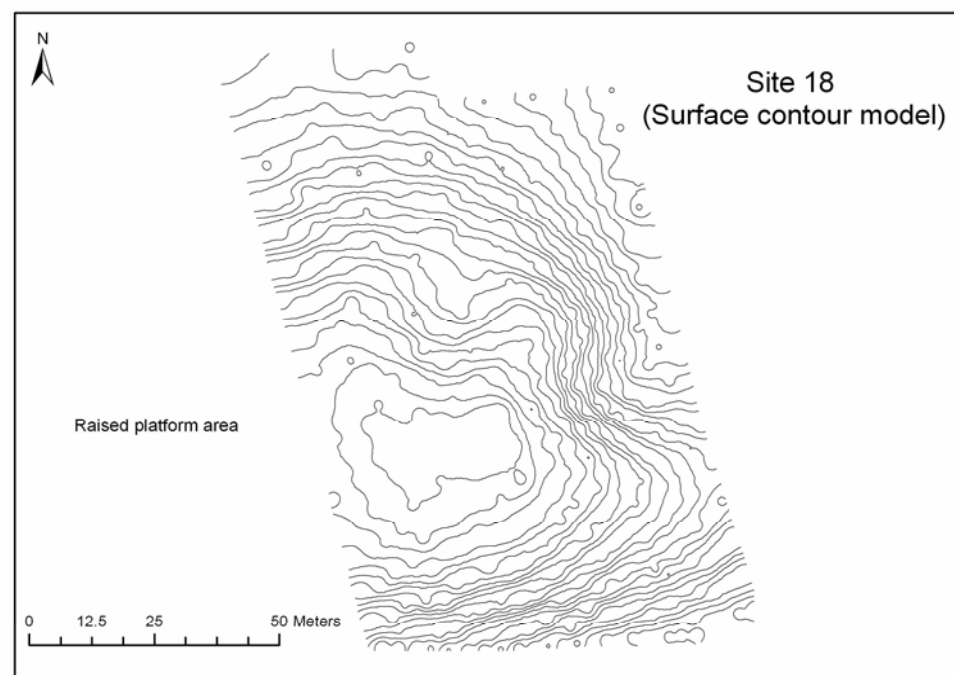 N
Site 18
(Surface contour model)
Raised platform area
0 12.5 25 50 Meters